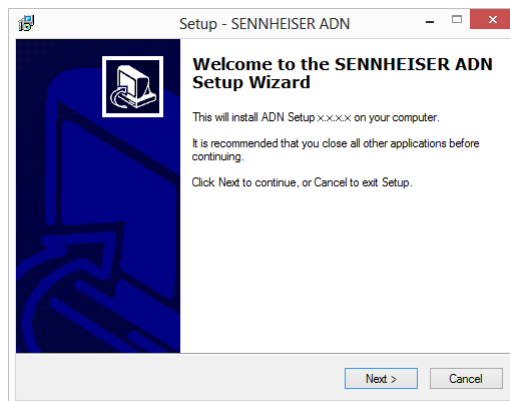 Setup - SENNHEISER ADN
Welcome to the SENNHEISER ADN
Setup Wizard
This will install ADN Setup x.x.x.x on your computer.
It is recommended that you close all other applications before
continuing.
Click Next to continue, or Cancel to exit Setup.
Next >
Cancel